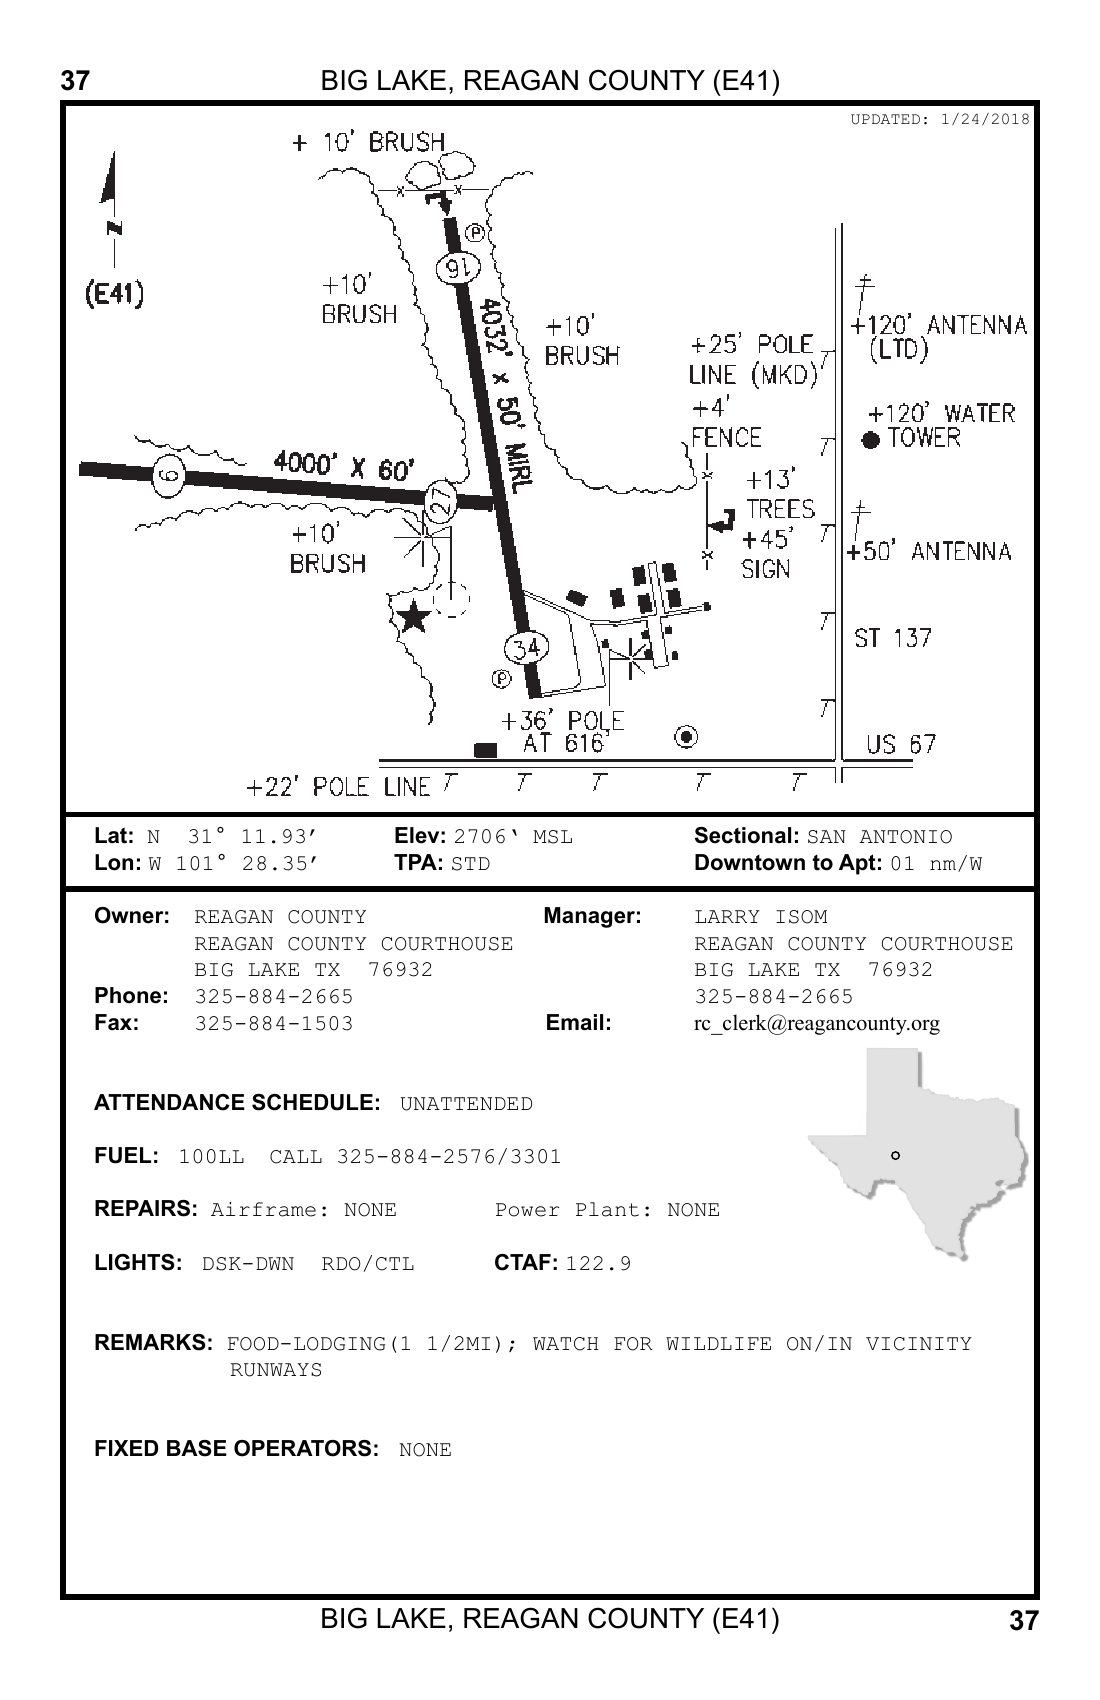 37 BIG LAKE, REAGAN COUNTY (E41)
UPDATED: 1/24/2018
+ 10' BRUSH
N
(E41)
P
16
+10'
BRUSH
4032' x 50' MIRL
+10'
BRUSH
+25' POLE
LINE (MKD)
+120' ANTENNA
(LTD)
+4'
FENCE
+120' WATER
TOWER
4000' X 60'
9
27
+13'
TREES
+45'
SIGN
+10'
BRUSH
+50' ANTENNA
34
P
ST 137
+36' POLE
AT 616'
US 67
+22' POLE LINE
Lat: N 31° 11.93′ Elev: 2706‘ MSL Sectional: SAN ANTONIO
Lon: W 101° 28.35′ TPA: STD Downtown to Apt: 01 nm/W
Owner: REAGAN COUNTY Manager: LARRY ISOM
REAGAN COUNTY COURTHOUSE REAGAN COUNTY COURTHOUSE
BIG LAKE TX 76932 BIG LAKE TX 76932
Phone: 325-884-2665 325-884-2665
Fax: 325-884-1503 Email: rc_clerk@reagancounty.org
ATTENDANCE SCHEDULE: UNATTENDED
FUEL: 100LL CALL 325-884-2576/3301
REPAIRS: Airframe: NONE Power Plant: NONE
LIGHTS: DSK-DWN RDO/CTL CTAF: 122.9
REMARKS: FOOD-LODGING(1 1/2MI); WATCH FOR WILDLIFE ON/IN VICINITY
RUNWAYS
FIXED BASE OPERATORS: NONE
BIG LAKE, REAGAN COUNTY (E41) 37